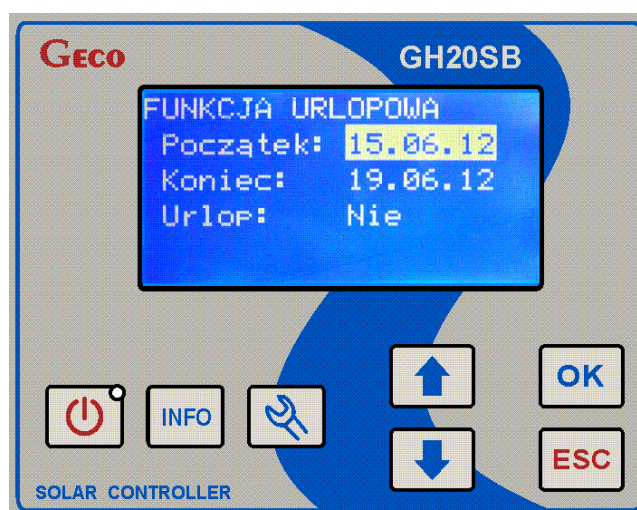 GECO
GH20SB
FUNKCJA URLOPOWA
Początek: 15.06.12
Koniec: 19.06.12
Urlop: Nie
OK
INFO
ESC
SOLAR CONTROLLER